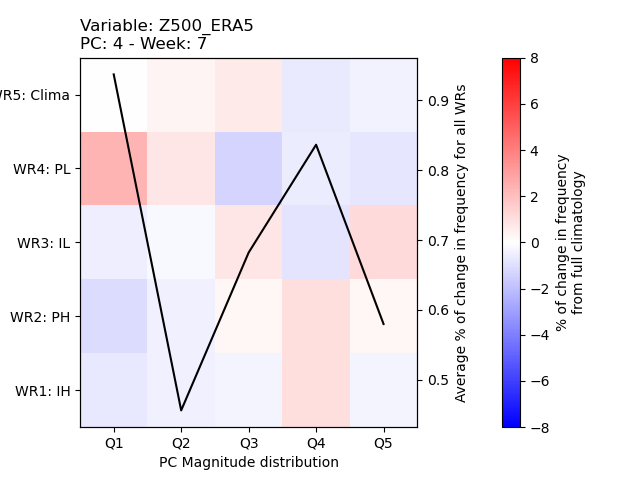 Variable: Z500_ERA5
PC: 4 - Week: 7
R5: Clima
WR4: PL
WR3: IL
WR2: PH
WR1: IH
Q1 Q2 Q3 Q4 Q5
PC Magnitude distribution
0.9
0.8
0.7
0.6
0.5
Average % of change in frequency for all WRs
8
6
4
2
0
−2
−4
−6
−8
% of change in frequency
from full climatology